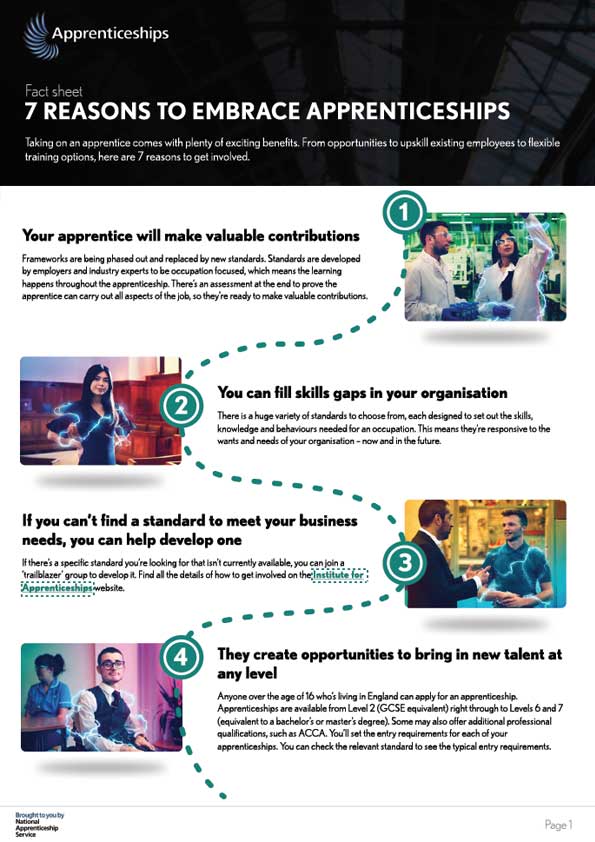 Apprenticeships
Fact sheet
7 REASONS TO EMBRACE APPRENTICESHIPS
Taking on an apprentice comes with plenty of exciting benefits. From opportunities to upskill existing employees to flexible
training options, here are 7 reasons to get involved.
1
Your apprentice will make valuable contributions
Frameworks are being phased out and replaced by new standards. Standards are developed
by employers and industry experts to be occupation focused, which means the learning
happens throughout the apprenticeship. There's an assessment at the end to prove the
apprentice can carry out all aspects of the job, so they're ready to make valuable contributions.
2
You can fill skills gaps in your organisation
There is a huge variety of standards to choose from, each designed to set out the skills,
knowledge and behaviours needed for an occupation. This means they're responsive to the
wants and needs of your organisation – now and in the future.
If you can't find a standard to meet your business
needs, you can help develop one
If there's a specific standard you're looking for that isn't currently available, you can join a
'trailblazer' group to develop it. Find all the details of how to get involved on the Institute for
Apprenticeships website.
3
4
They create opportunities to bring in new talent at
any level
Anyone over the age of 16 who's living in England can apply for an apprenticeship.
Apprenticeships are available from Level 2 (GCSE equivalent) right through to Levels 6 and 7
(equivalent to a bachelor's or master's degree). Some may also offer additional professional
qualifications, such as ACCA. You'll set the entry requirements for each of your
apprenticeships. You can check the relevant standard to see the typical entry requirements.
Brought to you by
National
Apprenticeship
Service
Page 1